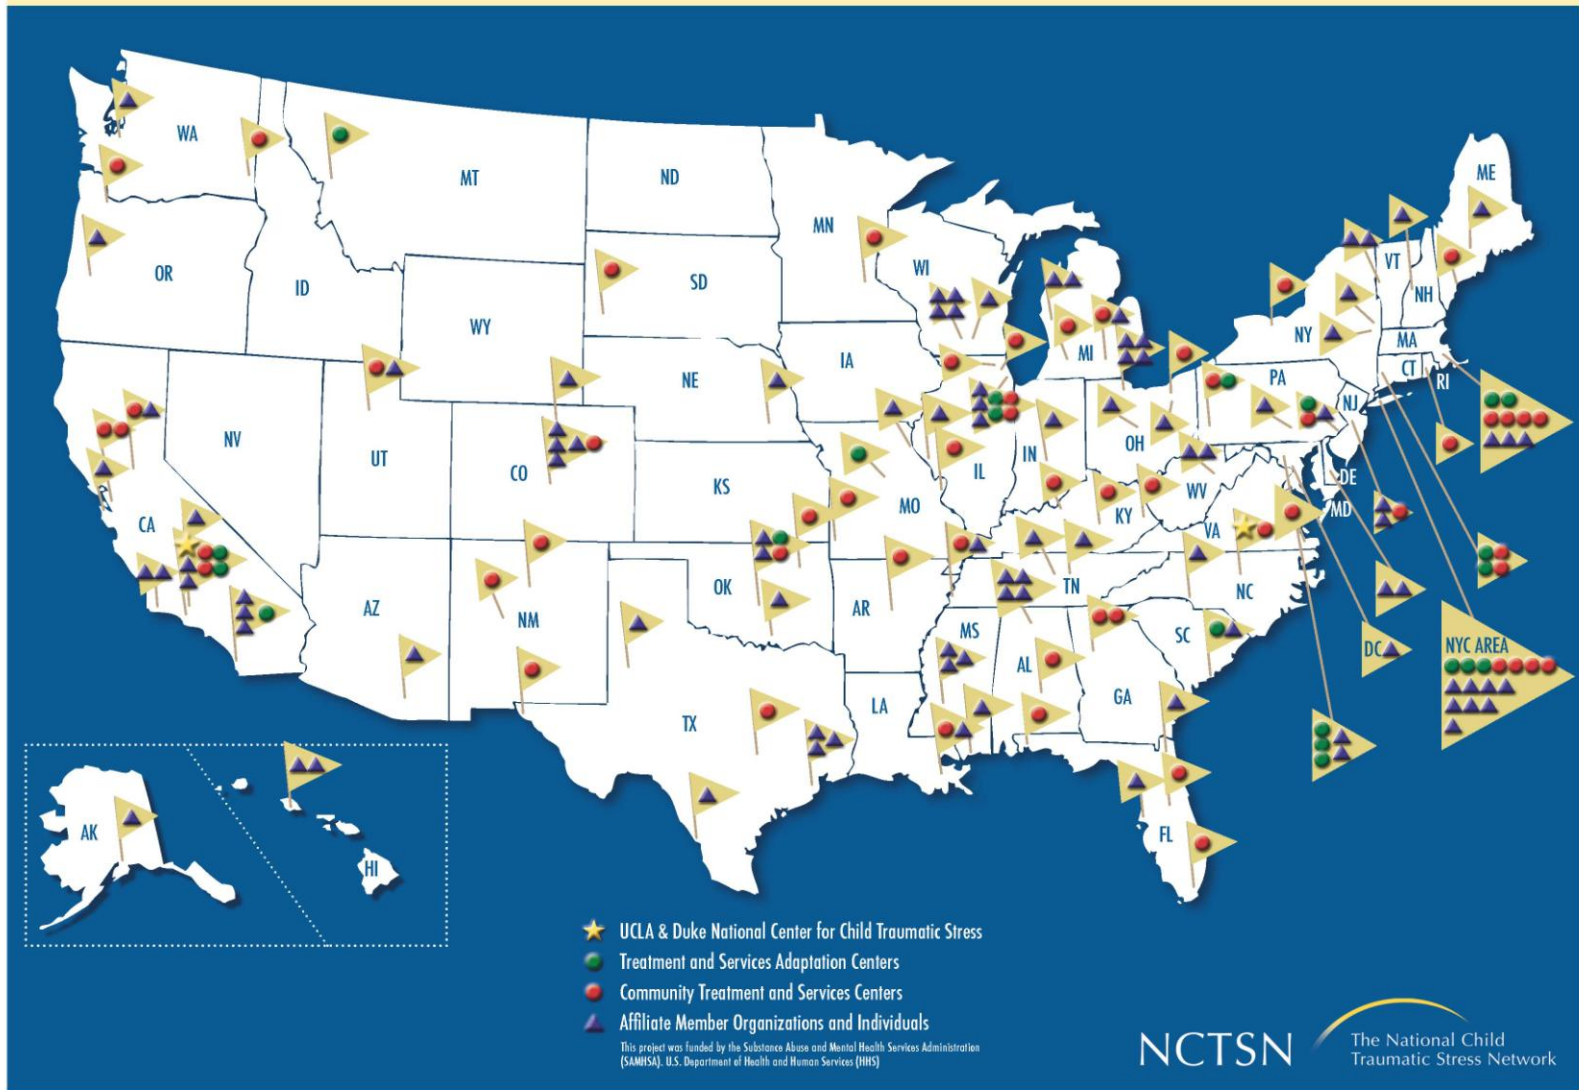 WA
MT
ND
MN
ME
OR
ID
SD
WI
VT
NH
WY
NY
MA
MI
CT
RI
IA
NE
PA
NJ
NV
UT
CO
IL
IN
OH
KS
MO
WV
DE
MD
CA
KY
VA
AZ
NM
OK
AR
TN
NC
MS
AL
SC
GA
DC
NYC AREA
TX
LA
FL
AK
HI
UCLA & Duke National Center for Child Traumatic Stress
Treatment and Services Adaptation Centers
Community Treatment and Services Centers
Affiliate Member Organizations and Individuals
This project was funded by the Substance Abuse and Mental Health Services Administration
(SAMHSA). U.S. Department of Health and Human Services (HHS)
NCTSN
The National Child
Traumatic Stress Network